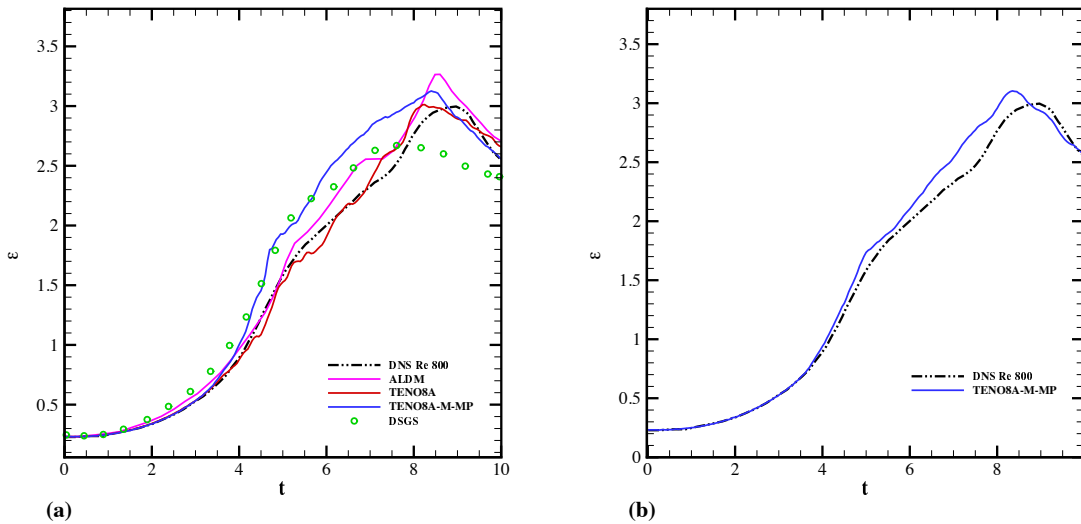 3.5
3
2.5
2
1.5
1
0.5
ε
0 2 4 6 8 10
t
DNS Re 800
ALDM
TENO8A
TENO8A-M-MP
DSGS
(a)
3.5
3
2.5
2
1.5
1
0.5
0
ε
0 2 4 6 8
t
DNS Re 800
TENO8A-M-MP
(b)